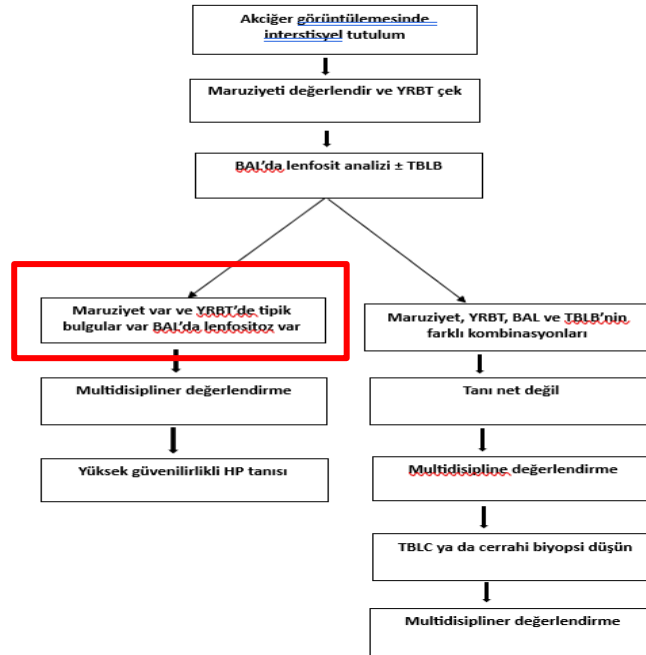 Akciğer görüntülemesinde
interstisyel tutulum
Maruziyeti değerlendir ve YRBT çek
BAL’da lenfosit analizi ± TBLB
Maruziyet var ve YRBT’de tipik
bulgular var BAL’da lenfositoz var
Multidisipliner değerlendirme
Yüksek güvenilirlikli HP tanısı
Maruziyet, YRBT, BAL ve TBLB’nin
farklı kombinasyonları
Tanı net değil
Multidisipline değerlendirme
TBLC ya da cerrahi biyopsi düşün
Multidisipliner değerlendirme